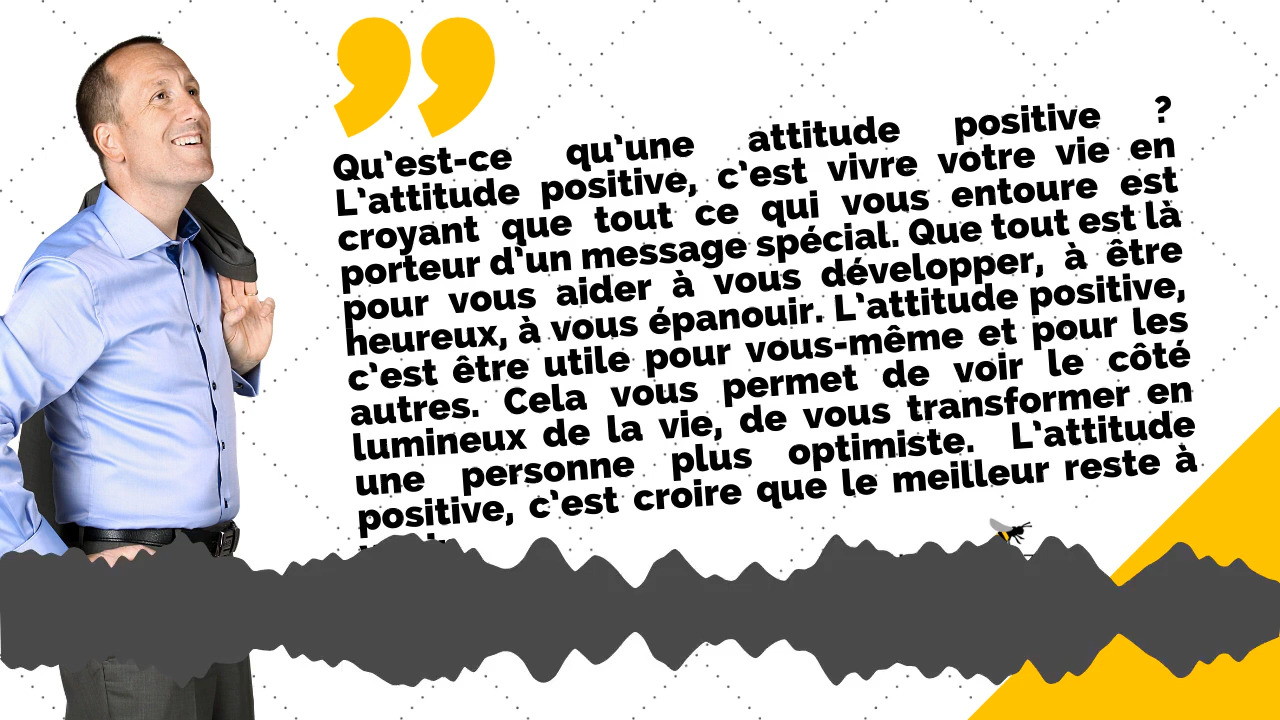 Qu'est-ce qu'une attitude positive ?
L'attitude positive, c'est vivre votre vie en
croyant que tout ce qui vous entoure est
porteur d'un message spécial. Que tout est là
pour vous aider à vous développer, à être
heureux, à vous épanouir. L'attitude positive,
c'est être utile pour vous-même et pour les
autres. Cela vous permet de voir le côté
lumineux de la vie, de vous transformer en
une personne plus optimiste. L'attitude
positive, c'est croire que le meilleur reste à